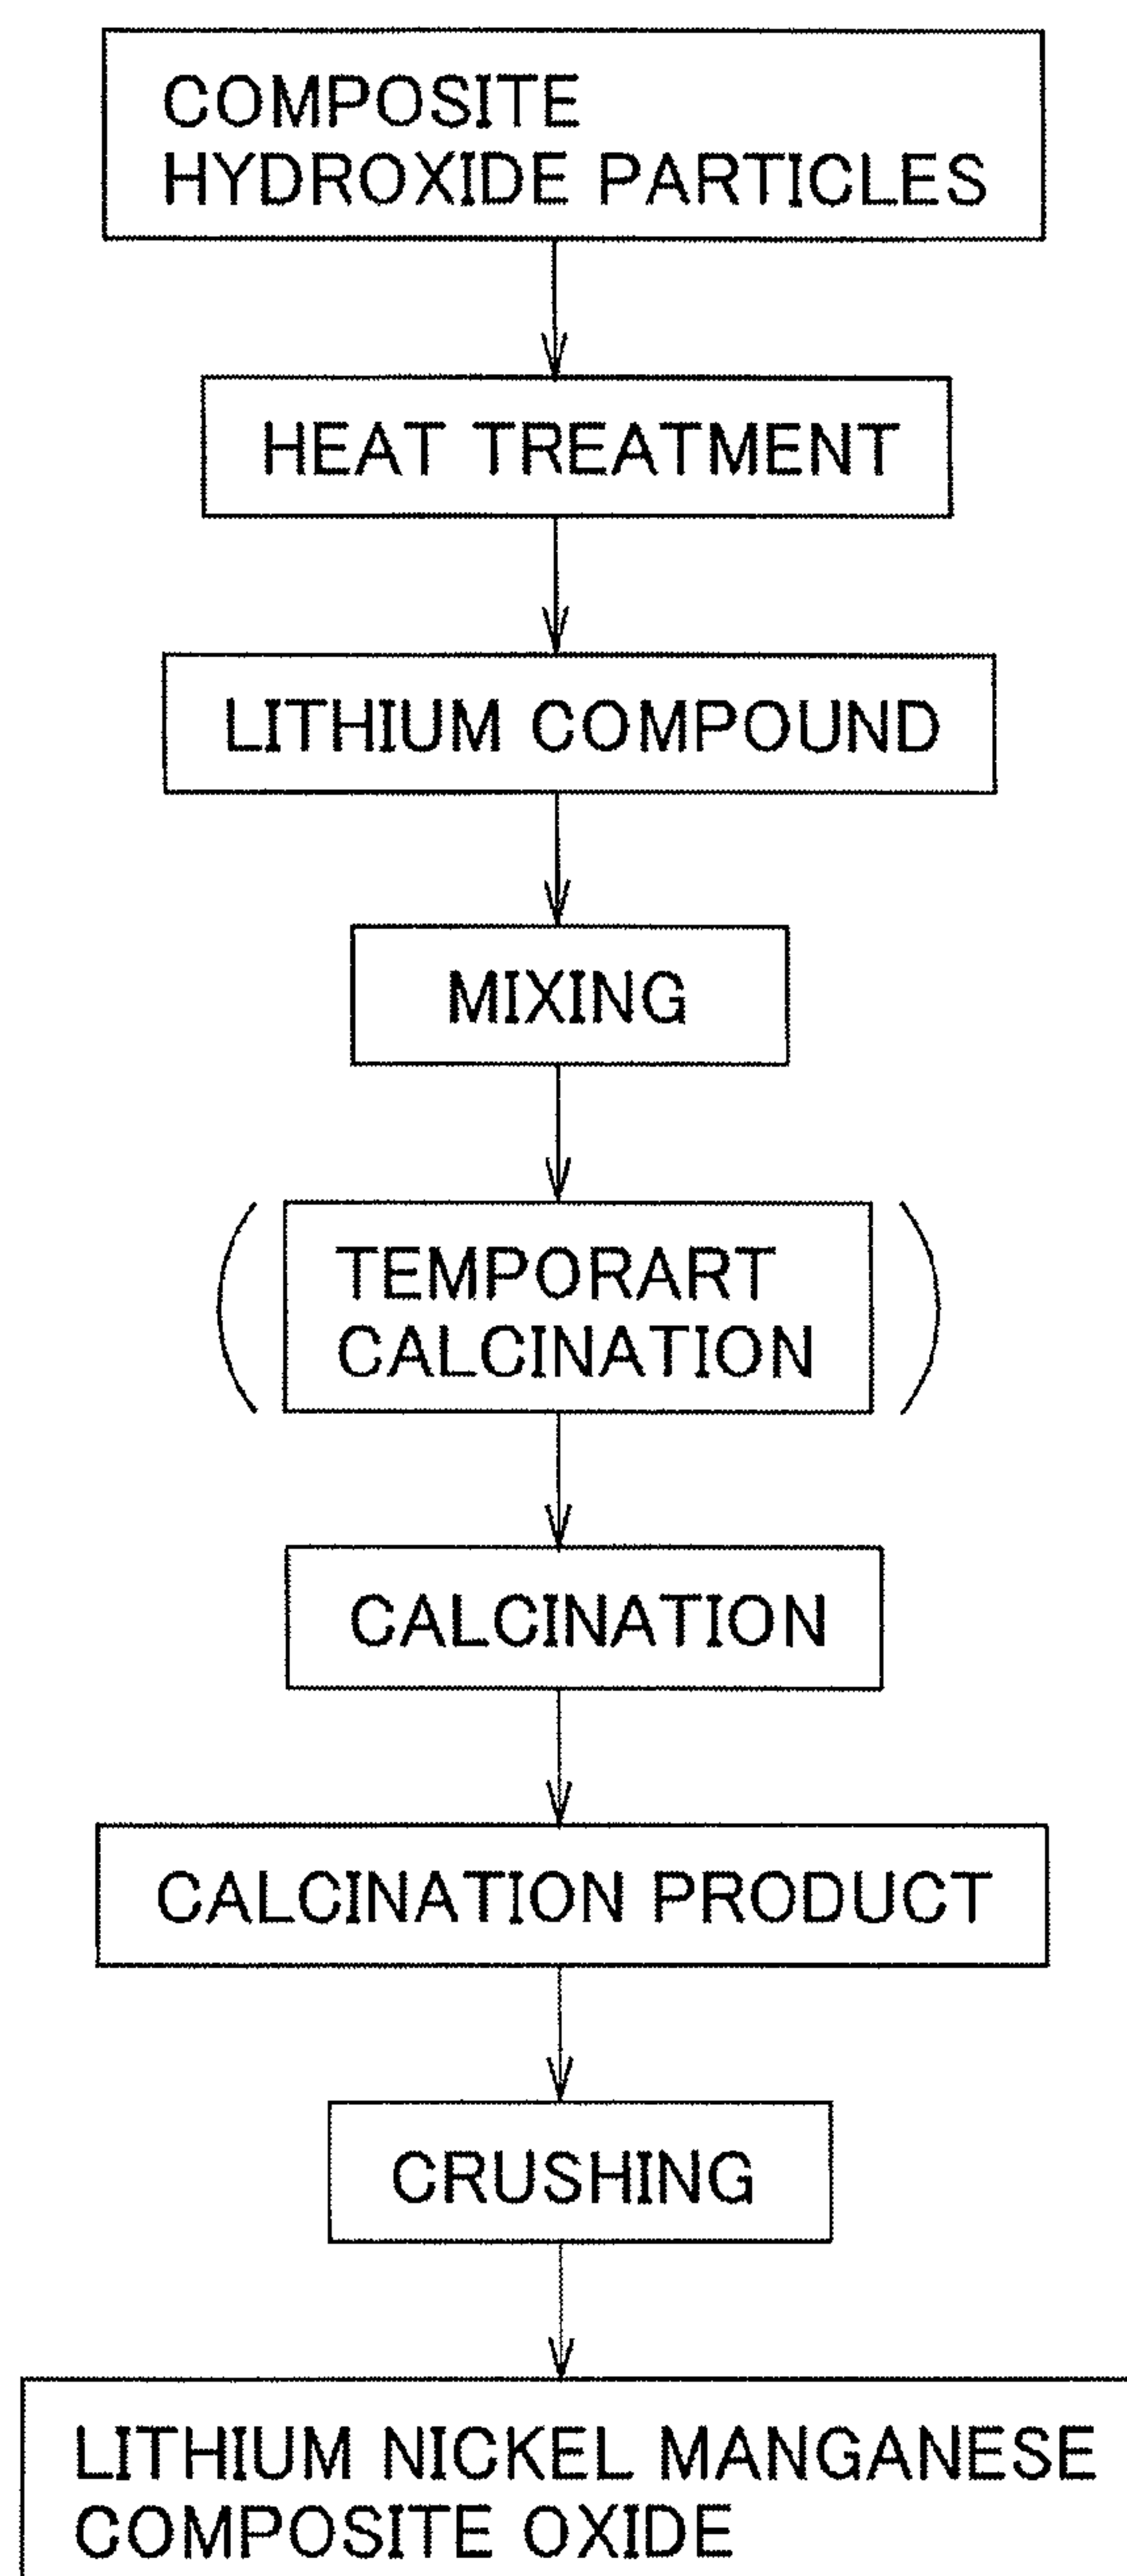 COMPOSITE
HYDROXIDE PARTICLES
HEAT TREATMENT
LITHIUM COMPOUND
MIXING
TEMPORART
CALCINATION
CALCINATION
CALCINATION PRODUCT
CRUSHING
LITHIUM NICKEL MANGANESE
COMPOSITE OXIDE